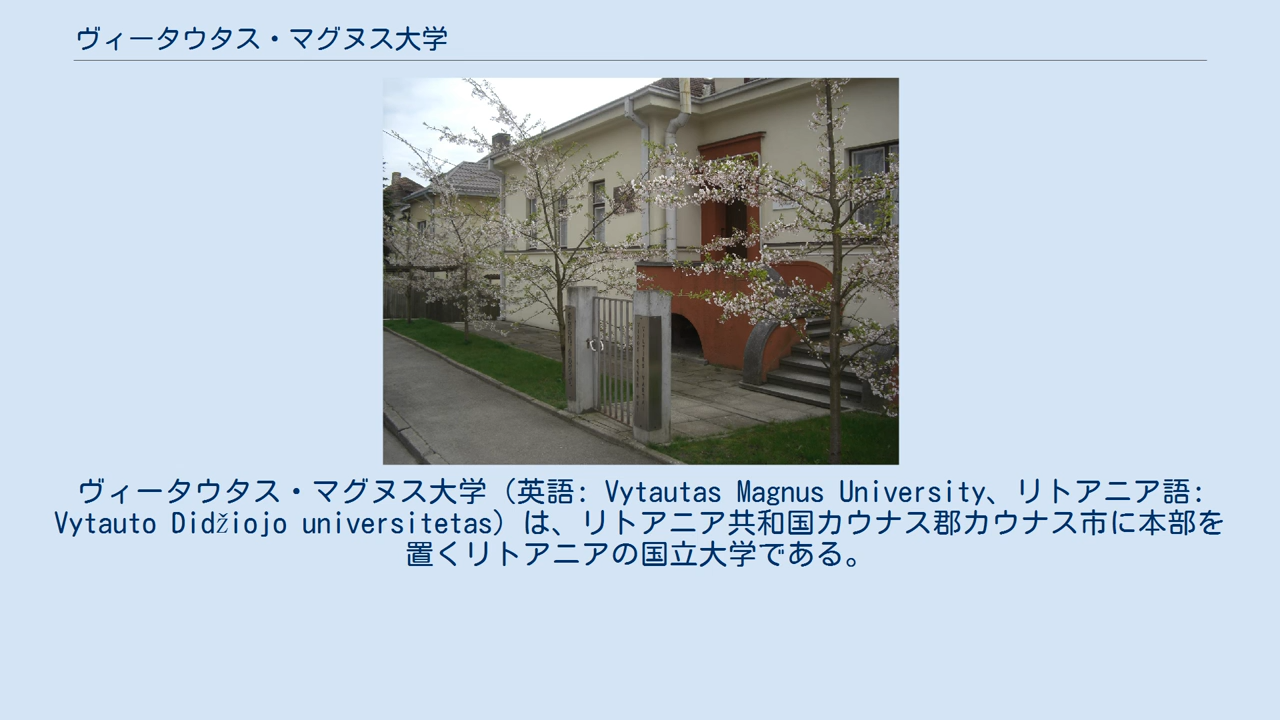 ヴィータウタス・マグヌス大学
ヴィータウタス・マグヌス大学（英語: Vytautas Magnus University、リトアニア語:
Vytauto Didžiojo universitetas）は、リトアニア共和国カウナス郡カウナス市に本部を
置くリトアニアの国立大学である。